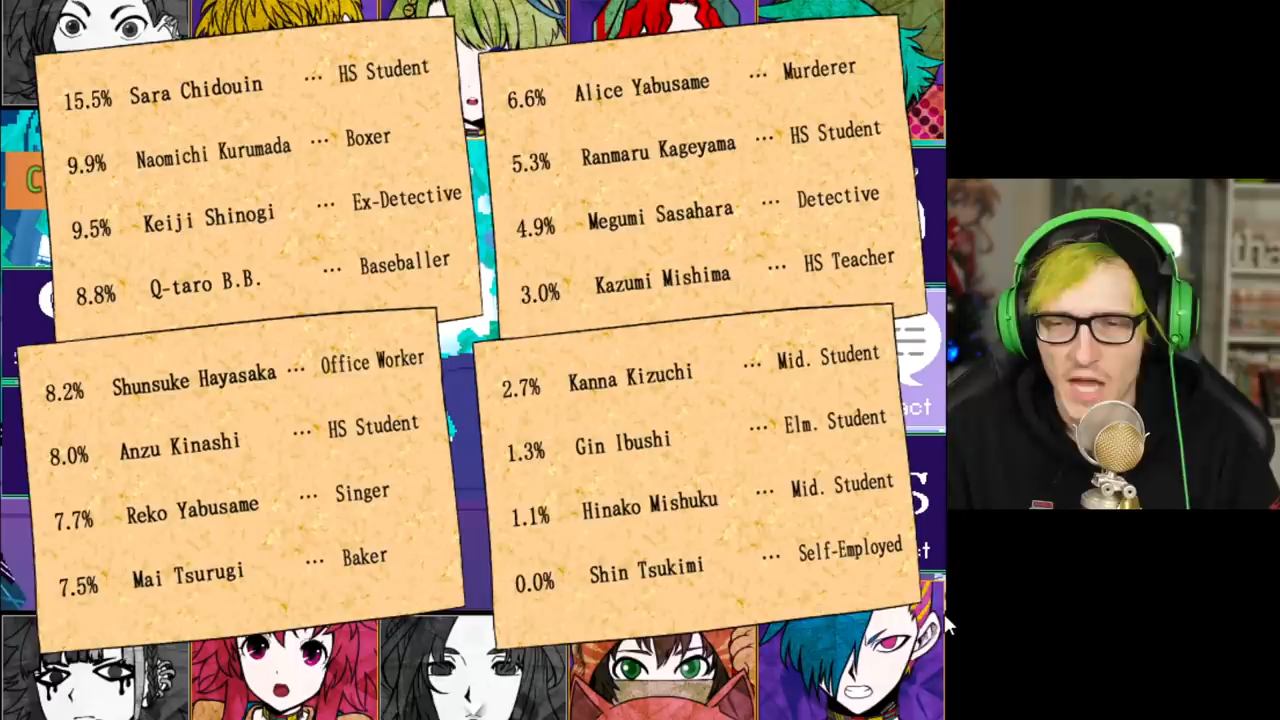 15.5% Sara Chidouin ... HS Student
9.9% Naomichi Kurumada ... Boxer
9.5% Keiji Shinogi ... Ex-Detective
8.8% Q-taro B.B. ... Baseballer
6.6% Alice Yabusame ... Murderer
5.3% Ranmaru Kageyama ... HS Student
4.9% Megumi Sasahara ... Detective
3.0% Kazumi Mishima ... HS Teacher
8.2% Shunsuke Hayasaka ... Office Worker
8.0% Anzu Kinashi ... HS Student
7.7% Reko Yabusame ... Singer
7.5% Mai Tsurugi ... Baker
2.7% Kanna Kizuchi ... Mid. Student
1.3% Gin Ibushi ... Elm. Student
1.1% Hinako Mishuku ... Mid. Student
0.0% Shin Tsukimi ... Self-Employed